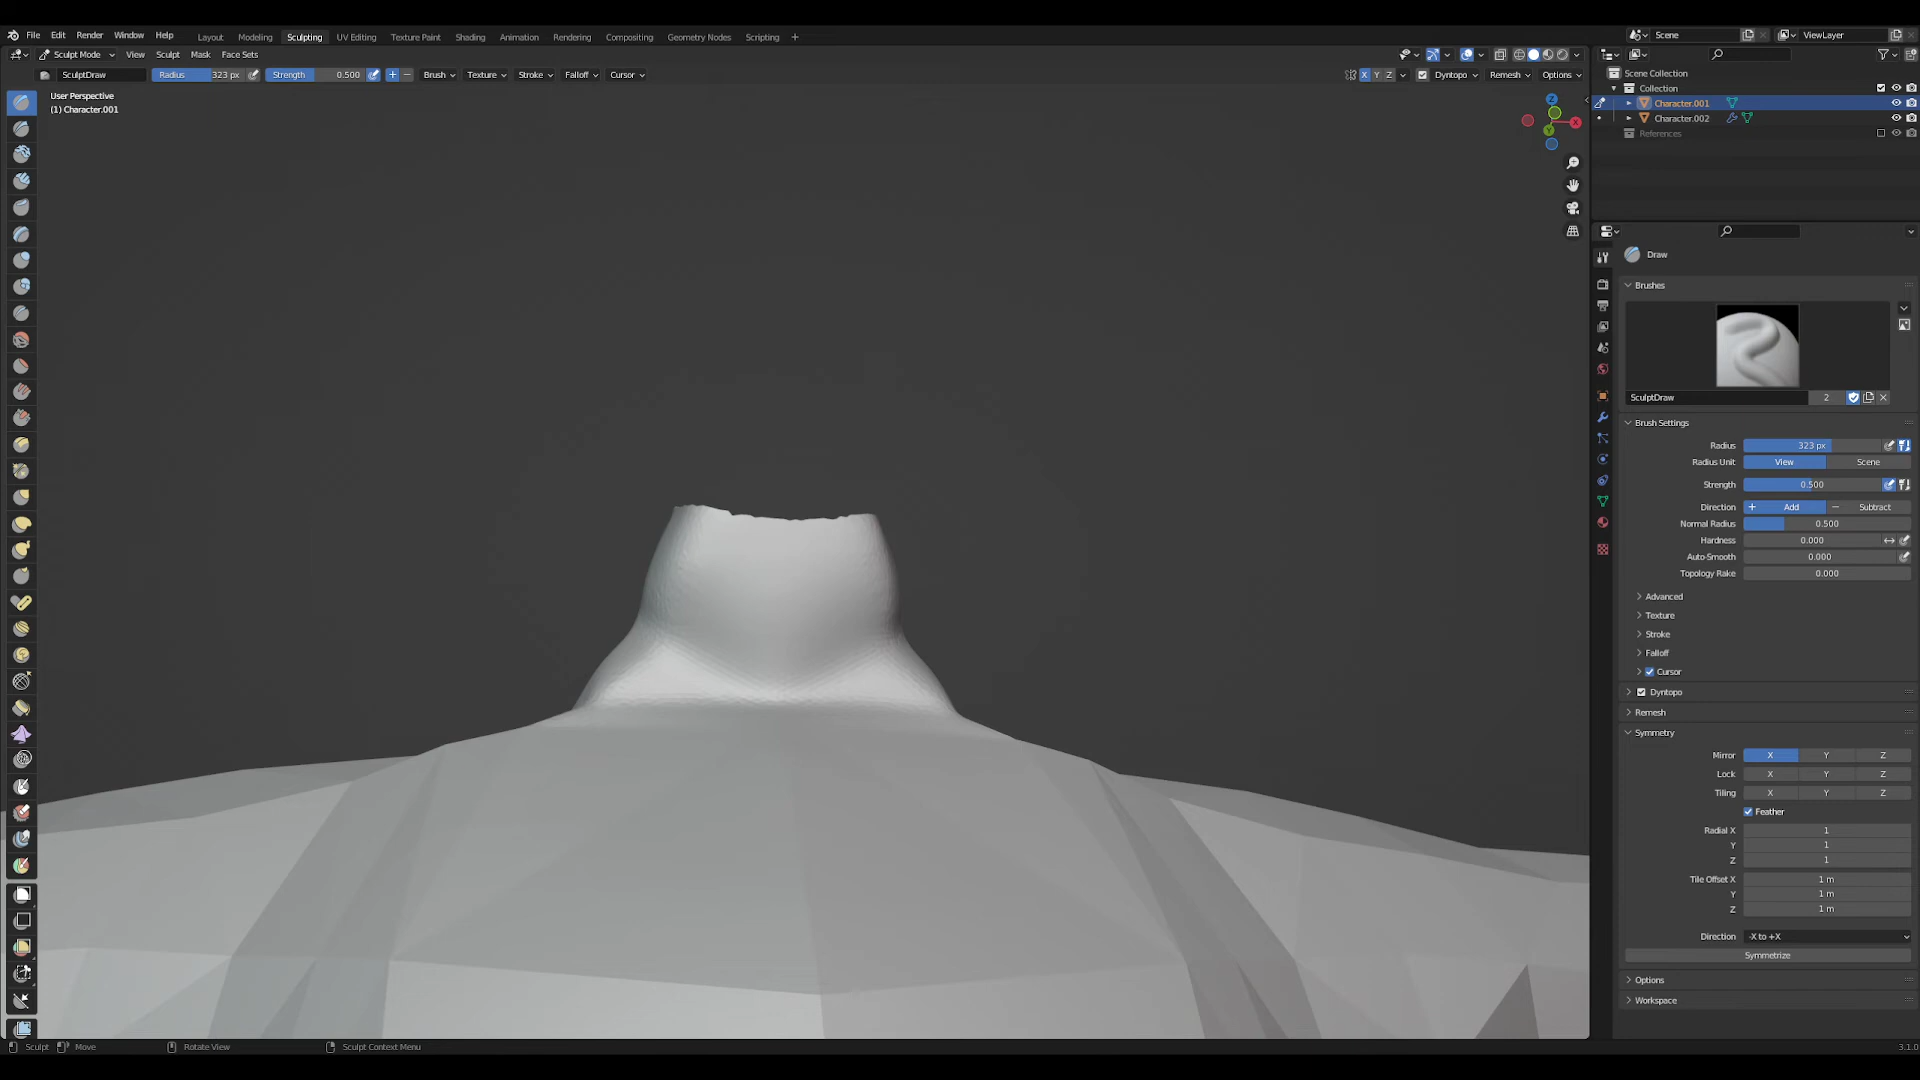 File Edit Render Window Help Layout Modeling Sculpting UV Editing Texture Paint Shading Animation Rendering Compositing Geometry Nodes Scripting + Scene ViewLayer
Sculpt Mode View Sculpt Mask Face Sets
SculptDraw Radius 323 px Strength 0.500 Brush Texture Stroke Falloff Cursor X Y Z Dyntopo Remesh Options
User Perspective
(1) Character.001
Z
X
Y
Scene Collection
Collection
Character.001
Character.002
References
Draw
Brushes
SculptDraw 2
Brush Settings
Radius 323 px
Radius Unit View Scene
Strength 0.500
Direction + Add − Subtract
Normal Radius 0.500
Hardness 0.000
Auto-Smooth 0.000
Topology Rake 0.000
Advanced
Texture
Stroke
Falloff
Cursor
Dyntopo
Remesh
Symmetry
Mirror X Y Z
Lock X Y Z
Tiling X Y Z
Feather
Radial X 1
Y 1
Z 1
Tile Offset X 1 m
Y 1 m
Z 1 m
Direction -X to +X
Symmetrize
Options
Workspace
Sculpt Move Rotate View Sculpt Context Menu 3.1.0